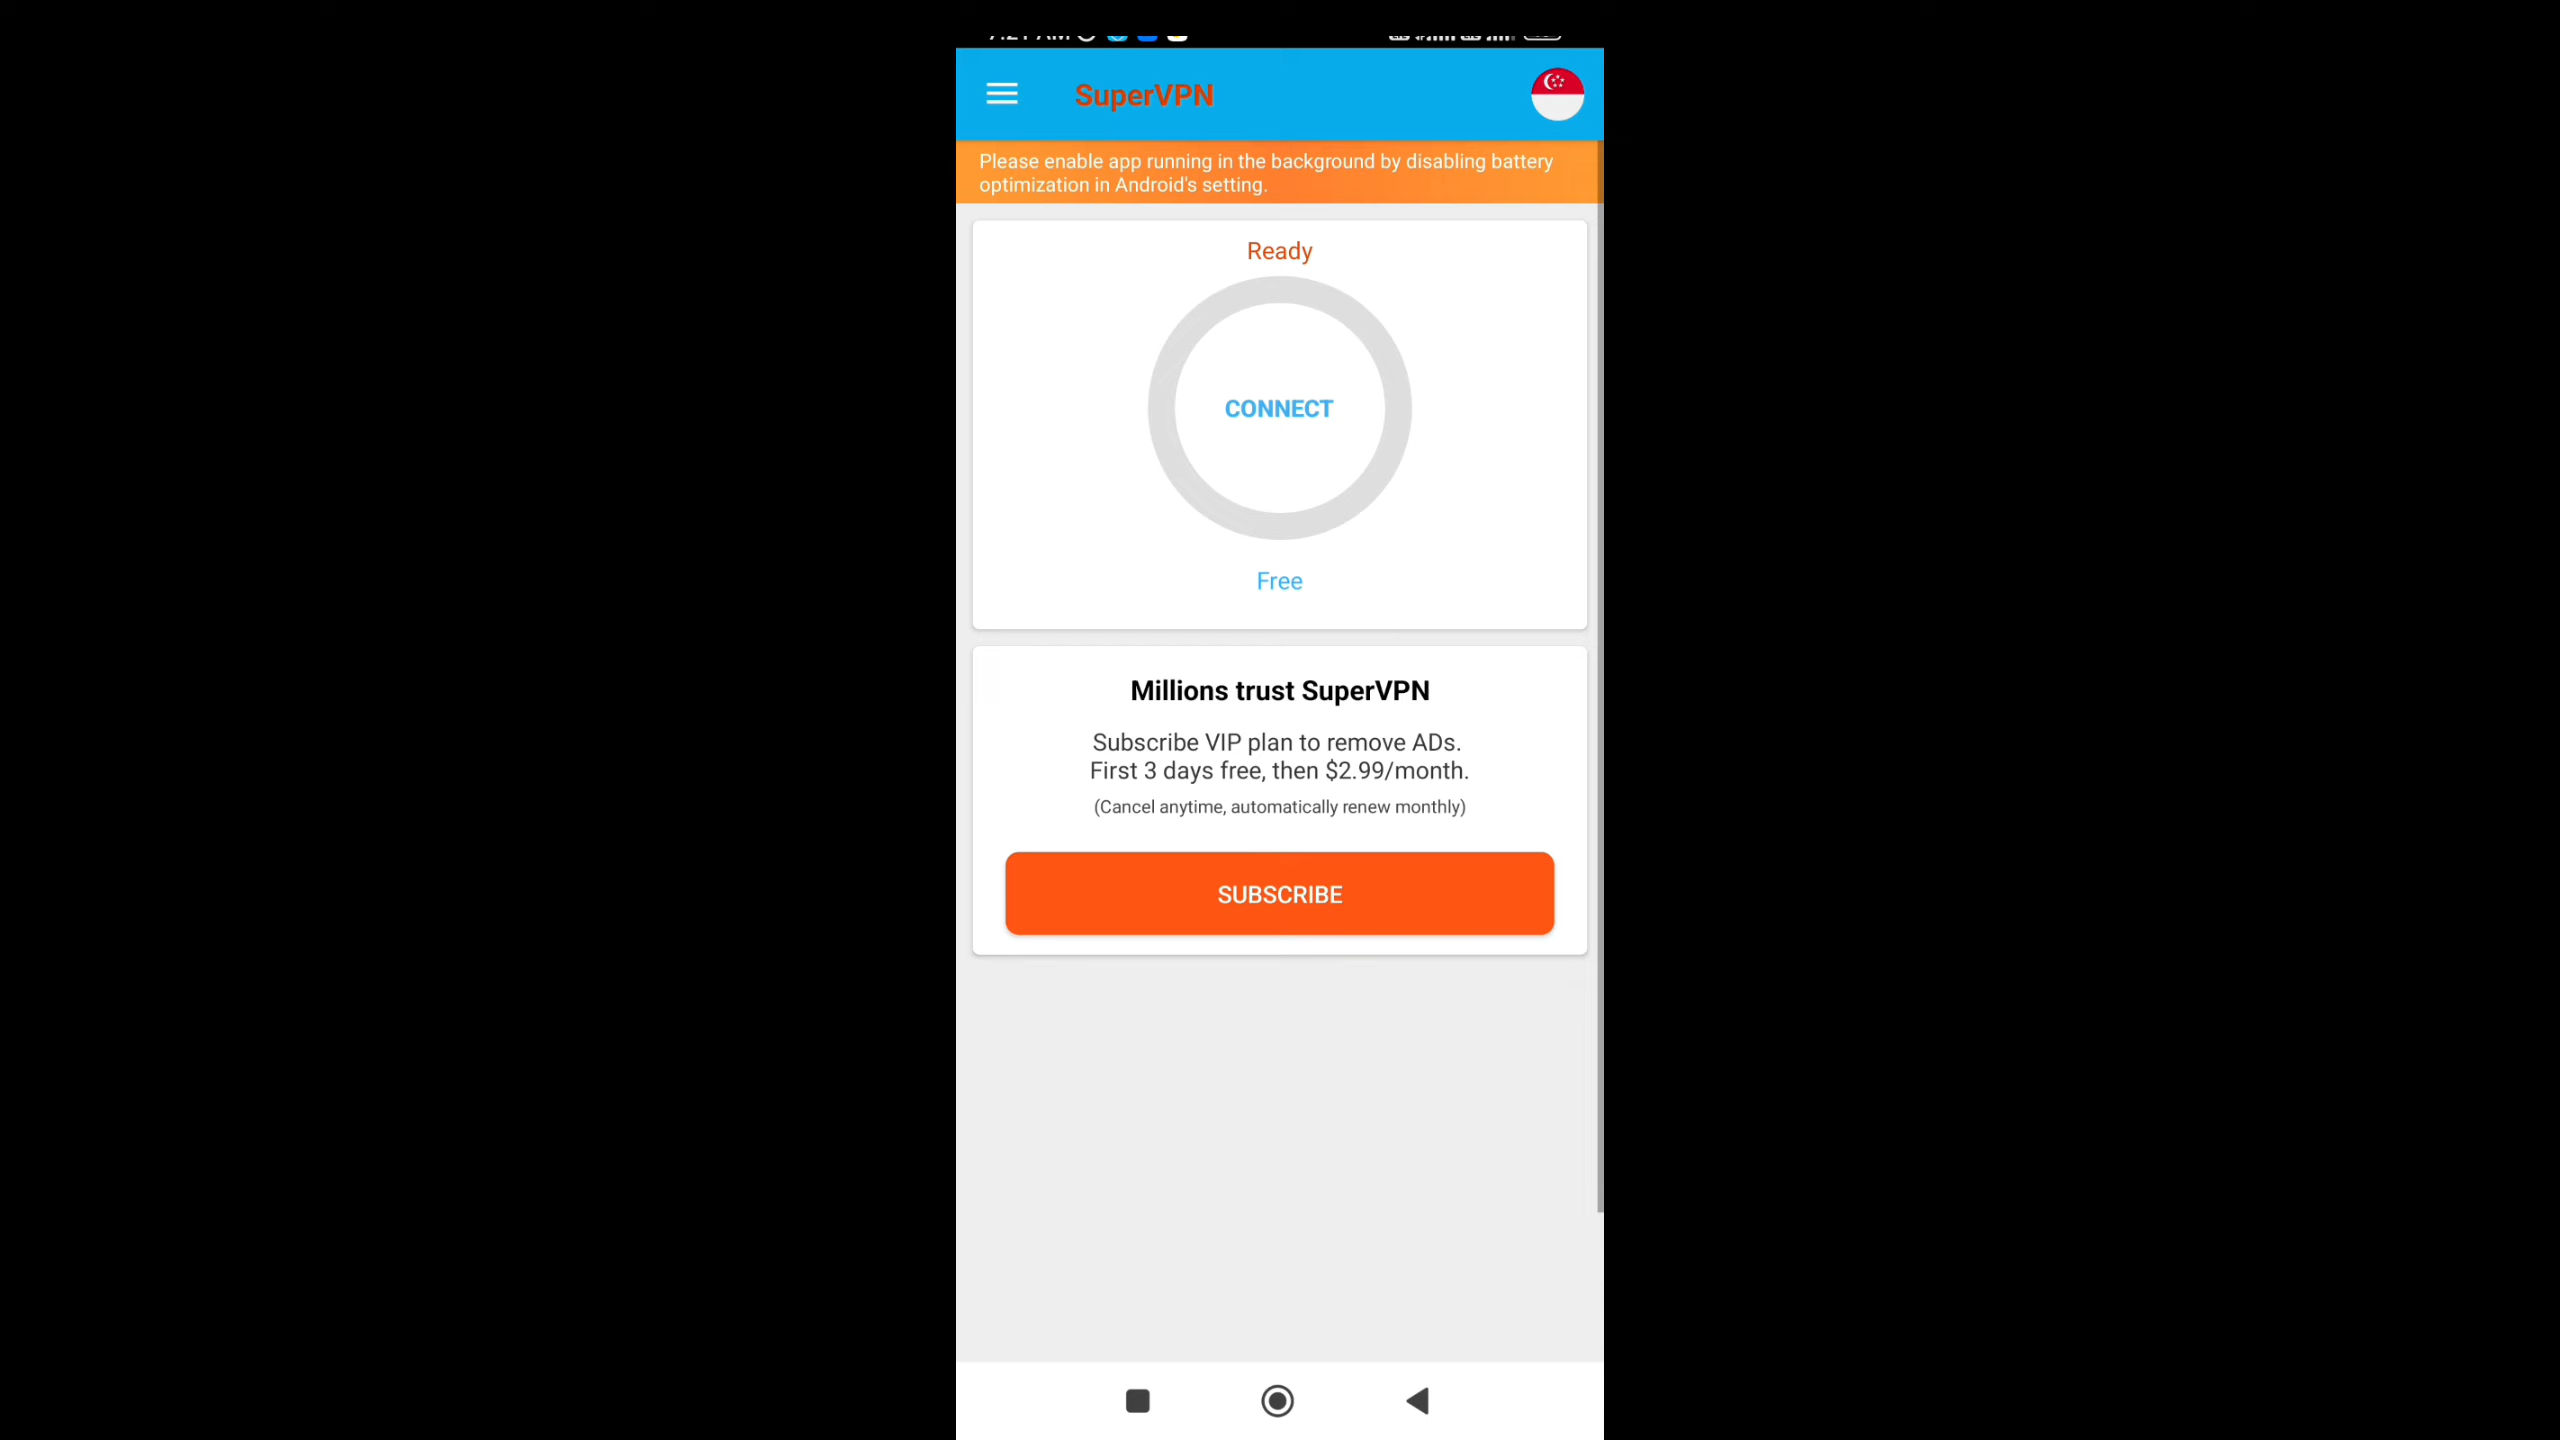 SuperVPN
Please enable app running in the background by disabling battery
optimization in Android's setting.
Ready
CONNECT
Free
Millions trust SuperVPN
Subscribe VIP plan to remove ADs.
First 3 days free, then $2.99/month.
(Cancel anytime, automatically renew monthly)
SUBSCRIBE